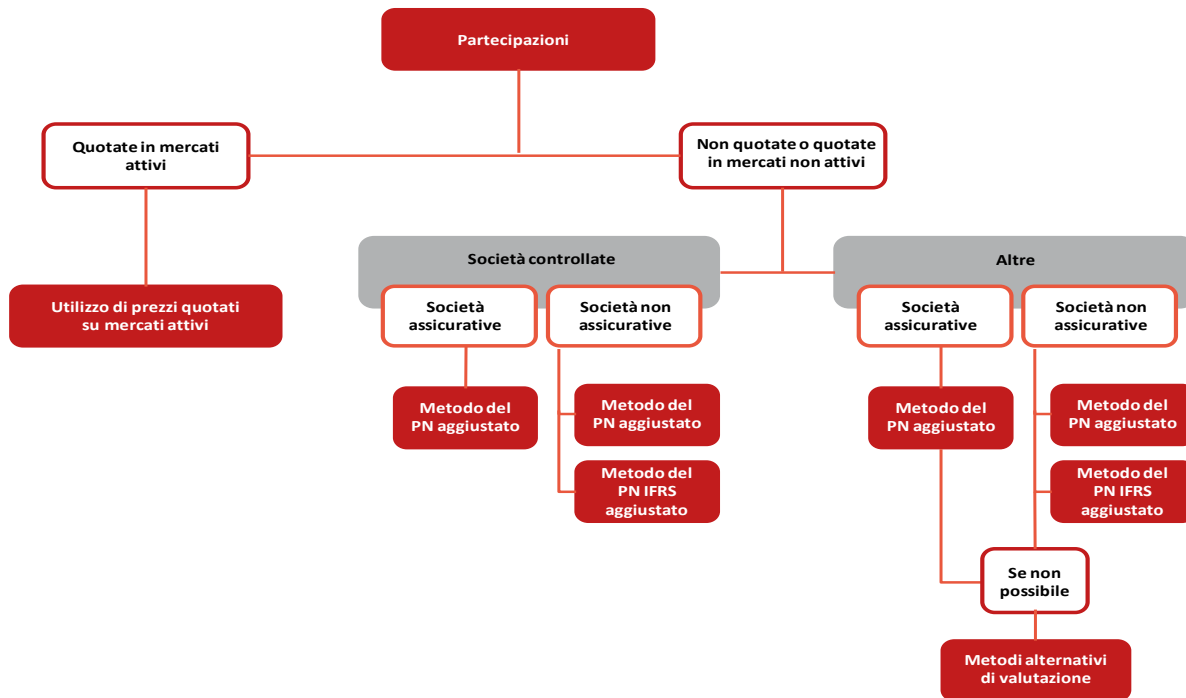 Partecipazioni
Quotate in mercati
attivi
Non quotate o quotate
in mercati non attivi
Utilizzo di prezzi quotati
su mercati attivi
Società controllate
Altre
Società
assicurative
Società non
assicurative
Società
assicurative
Società non
assicurative
Metodo del
PN aggiustato
Metodo del
PN aggiustato
Metodo del
PN IFRS
aggiustato
Metodo del
PN aggiustato
Metodo del
PN aggiustato
Metodo del
PN IFRS
aggiustato
Se non
possibile
Metodi alternativi
di valutazione